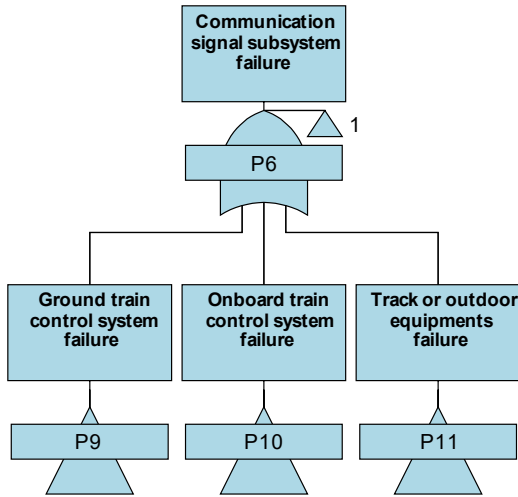 Communication
signal subsystem
failure
1
P6
Ground train
control system
failure
Onboard train
control system
failure
Track or outdoor
equipments
failure
P9
P10
P11